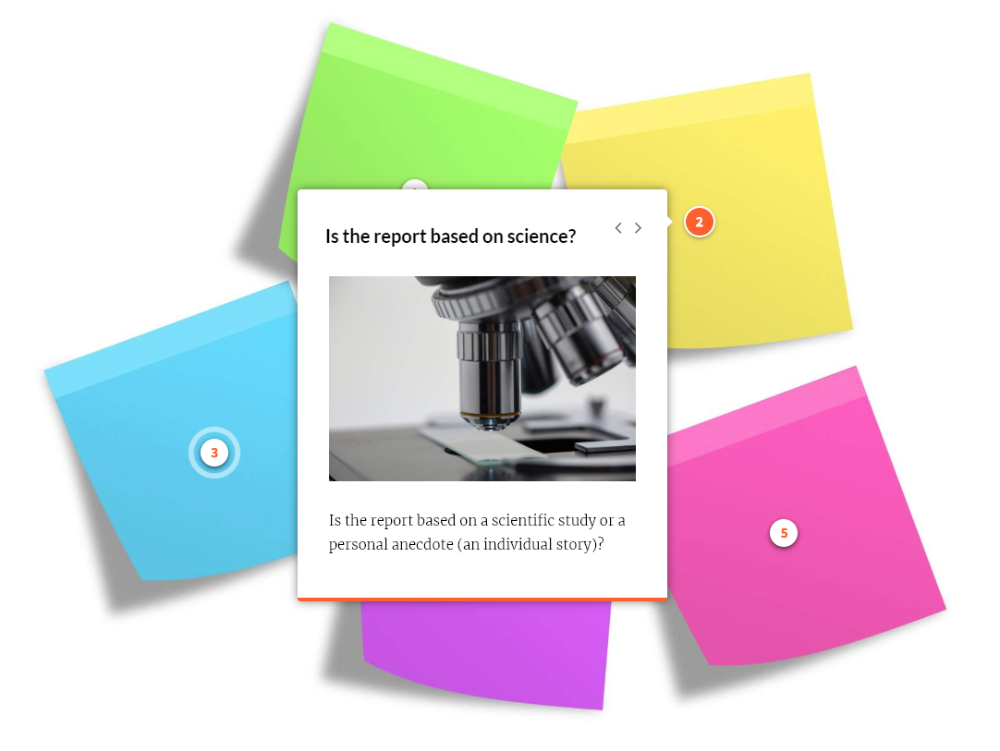 Is the report based on science?
2
Is the report based on a scientific study or a
personal anecdote (an individual story)?
3
5